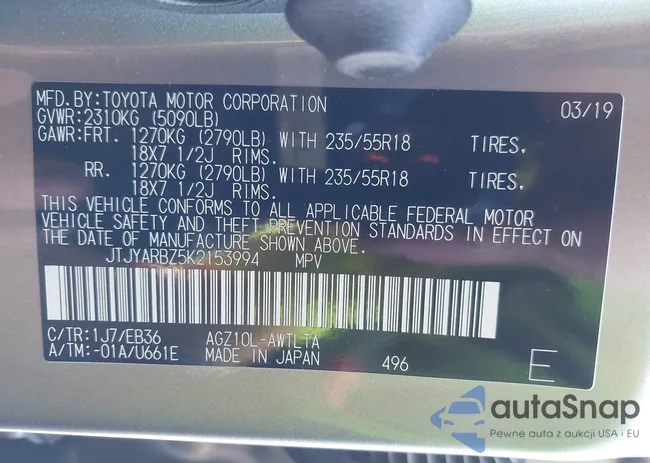 MFD.BY:TOYOTA MOTOR CORPORATION 03/19
GVWR:2310KG (5090LB)
GAWR:FRT. 1270KG (2790LB) WITH 235/55R18 TIRES.
18X7 1/2J RIMS.
RR. 1270KG (2790LB) WITH 235/55R18 TIRES.
18X7 1/2J RIMS.
THIS VEHICLE CONFORMS TO ALL APPLICABLE FEDERAL MOTOR
VEHICLE SAFETY AND THEFT PREVENTION STANDARDS IN EFFECT ON
THE DATE OF MANUFACTURE SHOWN ABOVE.
JTJYARBZ5K2153994 MPV
C/TR:1J7/EB36 AGZ10L-AWTLTA
A/TM:-01A/U661E MADE IN JAPAN 496 E
autoSnap
Pewne auta z aukcji USA i EU